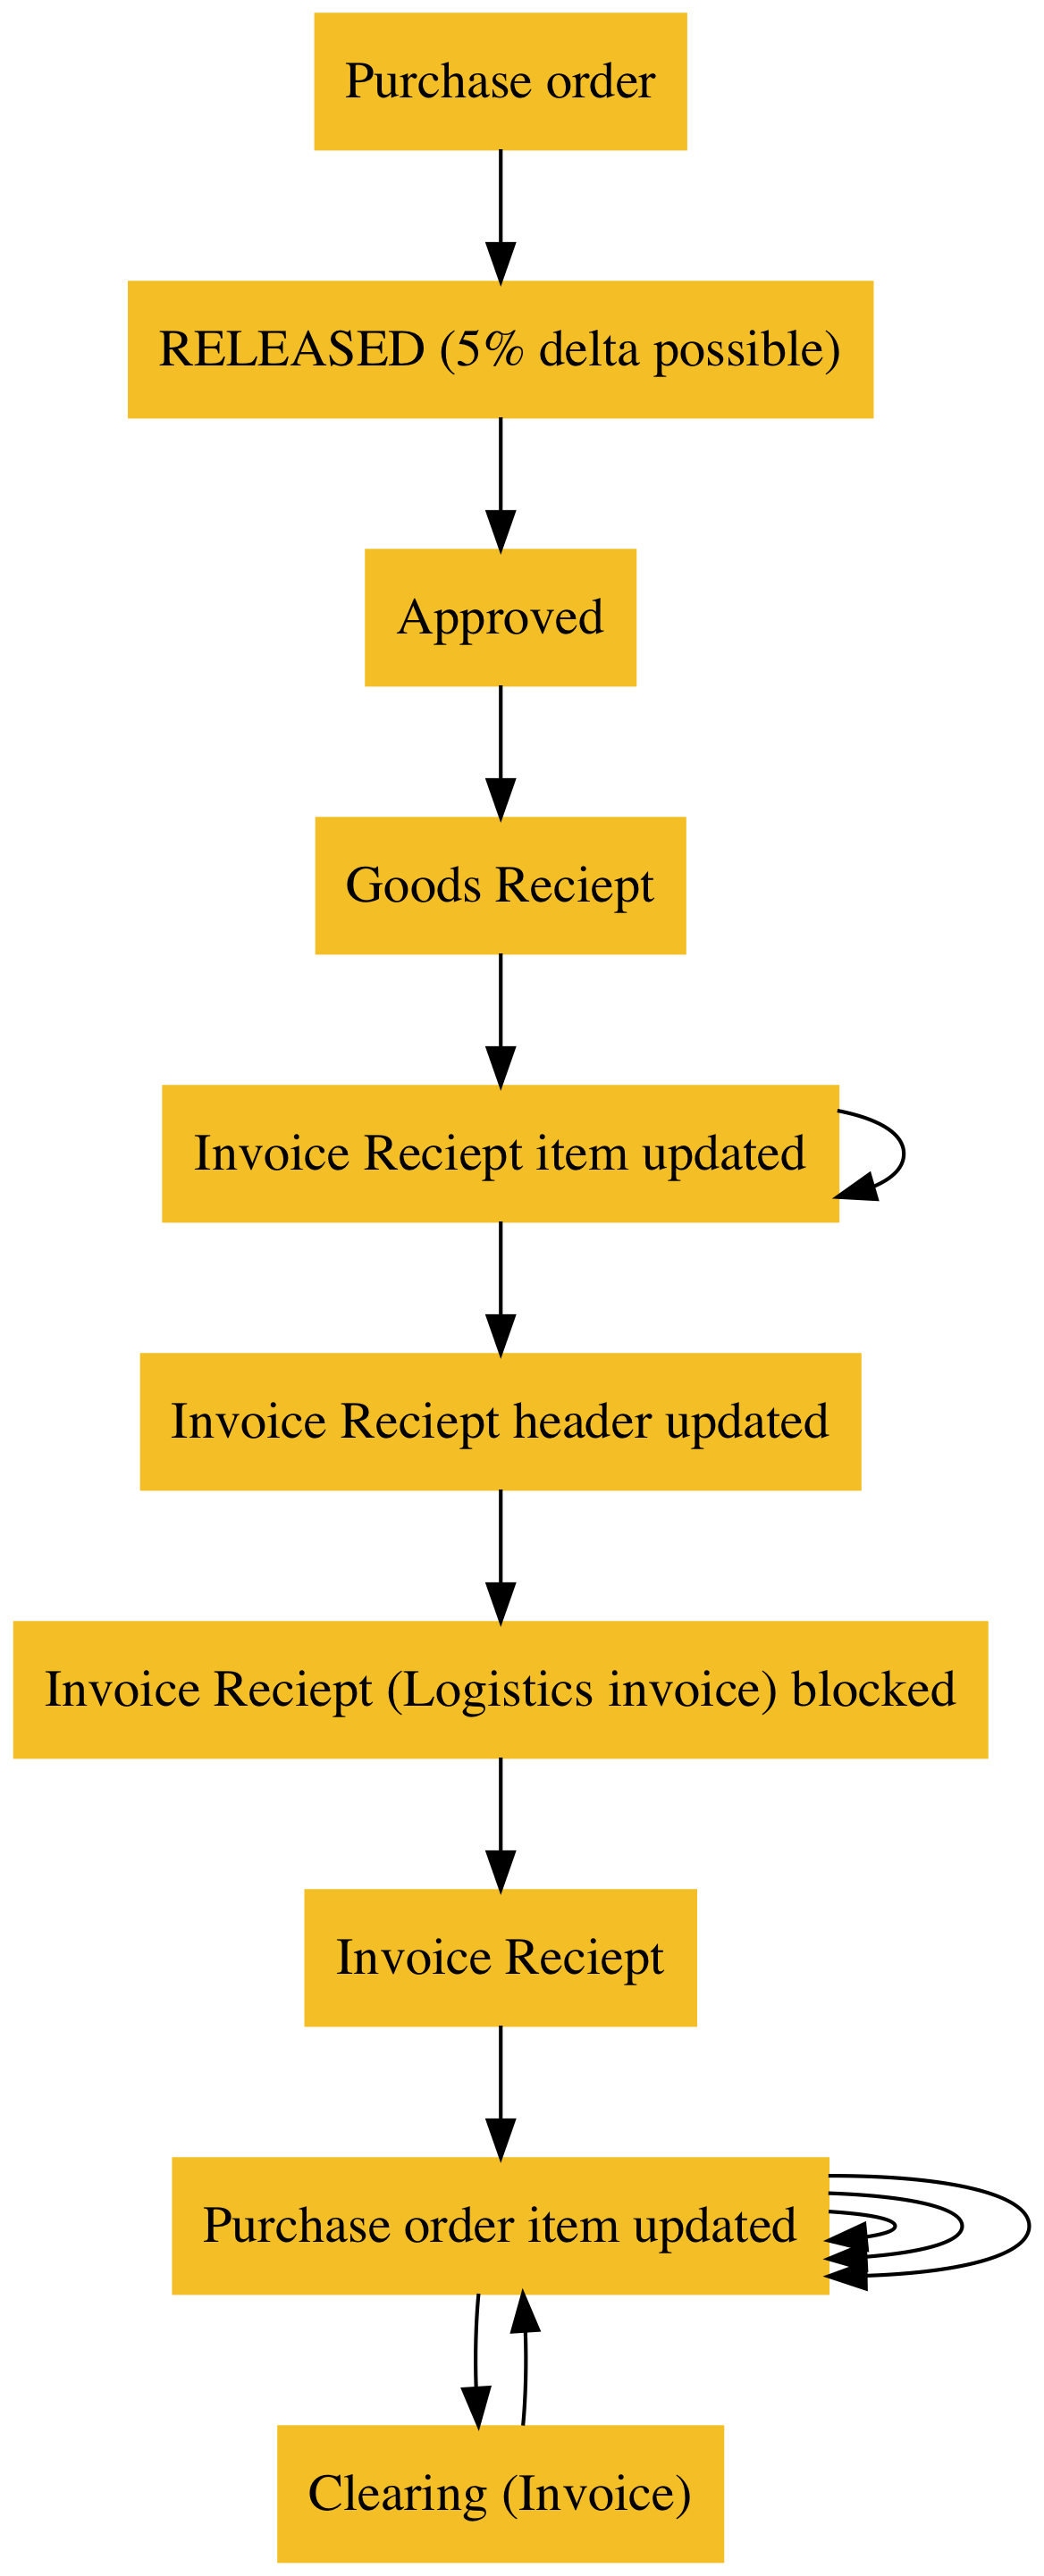 Purchase order
RELEASED (5% delta possible)
Approved
Goods Reciept
Invoice Reciept item updated
Invoice Reciept header updated
Invoice Reciept (Logistics invoice) blocked
Invoice Reciept
Purchase order item updated
Clearing (Invoice)